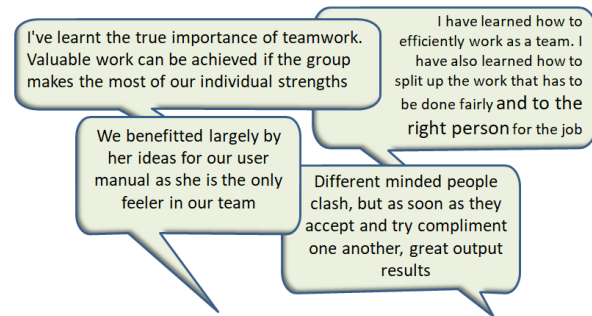 I've learnt the true importance of teamwork.
Valuable work can be achieved if the group
makes the most of our individual strengths
I have learned how to
efficiently work as a team. I
have also learned how to
split up the work that has to
be done fairly and to the
right person for the job
We benefitted largely by
her ideas for our user
manual as she is the only
feeler in our team
Different minded people
clash, but as soon as they
accept and try compliment
one another, great output
results